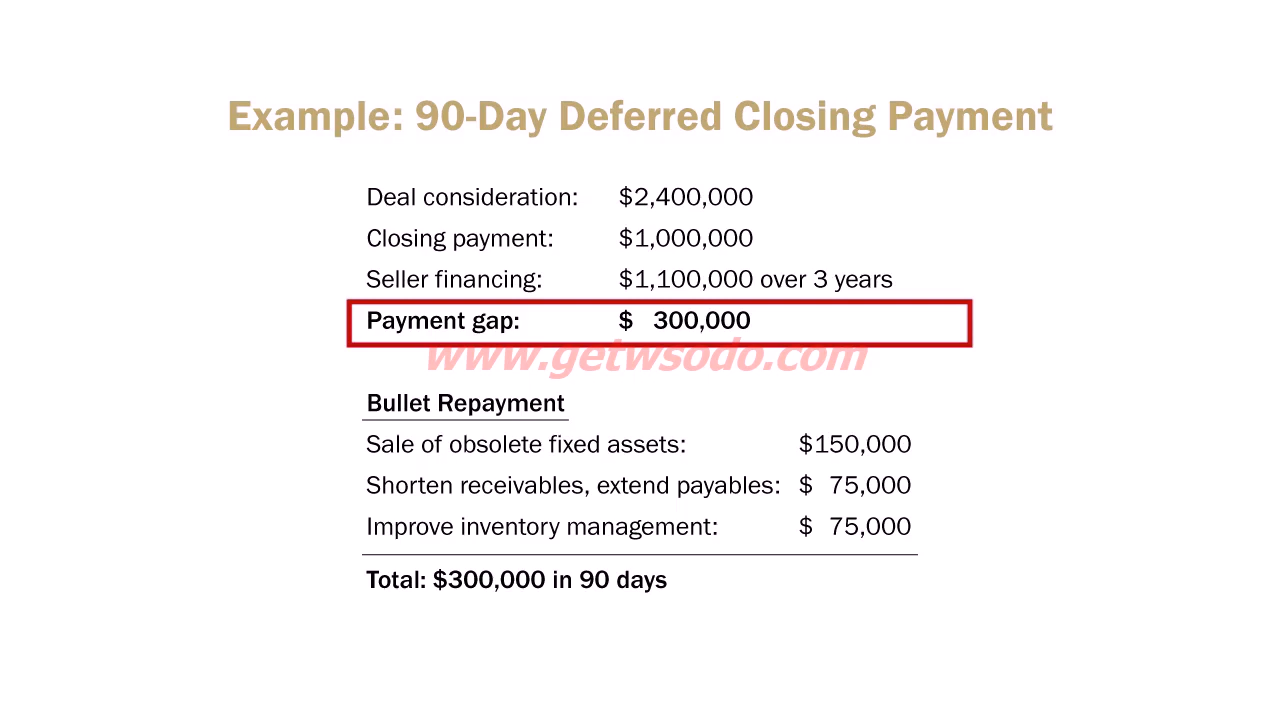 Example: 90-Day Deferred Closing Payment
Deal consideration: $2,400,000
Closing payment: $1,000,000
Seller financing: $1,100,000 over 3 years
Payment gap: $ 300,000
www.getwsodo.com
Bullet Repayment
Sale of obsolete fixed assets: $150,000
Shorten receivables, extend payables: $ 75,000
Improve inventory management: $ 75,000
Total: $300,000 in 90 days